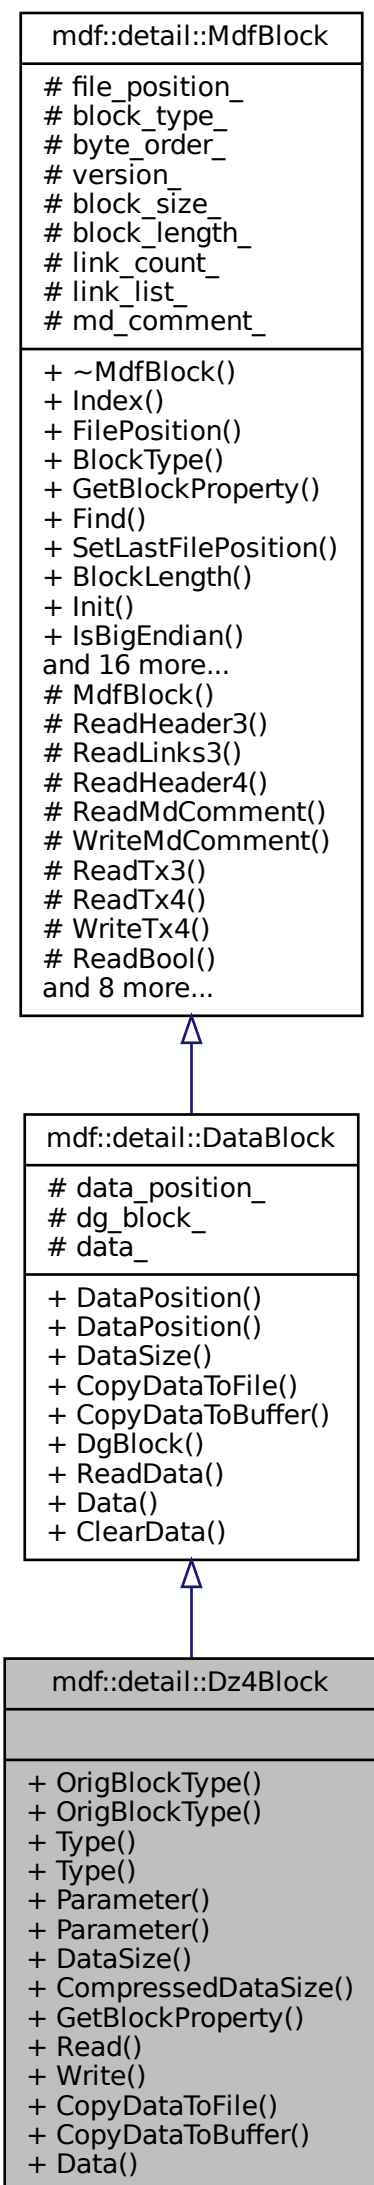 mdf::detail::MdfBlock
# file_position_
# block_type_
# byte_order_
# version_
# block_size_
# block_length_
# link_count_
# link_list_
# md_comment_
+ ~MdfBlock()
+ Index()
+ FilePosition()
+ BlockType()
+ GetBlockProperty()
+ Find()
+ SetLastFilePosition()
+ BlockLength()
+ Init()
+ IsBigEndian()
and 16 more...
# MdfBlock()
# ReadHeader3()
# ReadLinks3()
# ReadHeader4()
# ReadMdComment()
# WriteMdComment()
# ReadTx3()
# ReadTx4()
# WriteTx4()
# ReadBool()
and 8 more...
mdf::detail::DataBlock
# data_position_
# dg_block_
# data_
+ DataPosition()
+ DataPosition()
+ DataSize()
+ CopyDataToFile()
+ CopyDataToBuffer()
+ DgBlock()
+ ReadData()
+ Data()
+ ClearData()
mdf::detail::Dz4Block
+ OrigBlockType()
+ OrigBlockType()
+ Type()
+ Type()
+ Parameter()
+ Parameter()
+ DataSize()
+ CompressedDataSize()
+ GetBlockProperty()
+ Read()
+ Write()
+ CopyDataToFile()
+ CopyDataToBuffer()
+ Data()